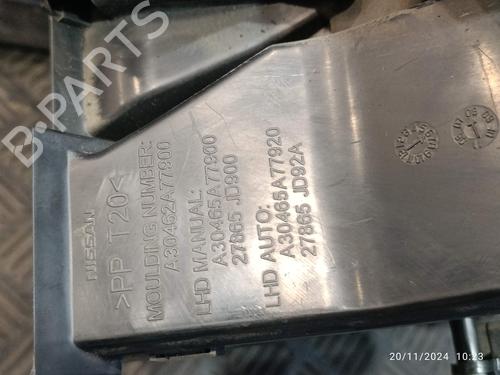 NISSAN
>PP T20<
MOULDING NUMBER:
A30462A77900
LHD MANUAL:
A30465A77900
27865 JD900
LHD AUTO:
A30465A77920
27865 JD92A
B-PARTS
20/11/2024 10:23